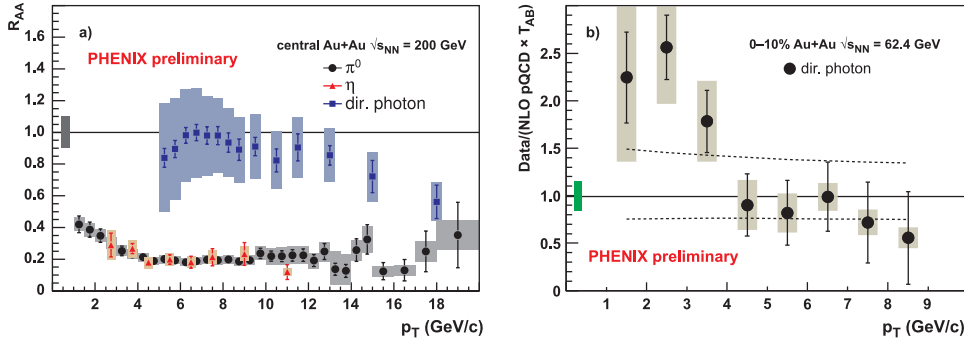 R_AA
a)
central Au+Au √s_NN = 200 GeV
PHENIX preliminary
π⁰
η
dir. photon
1.6
1.4
1.2
1.0
0.8
0.6
0.4
0.2
0
2 4 6 8 10 12 14 16 18
p_T (GeV/c)
Data/(NLO pQCD × T_AB)
b)
0–10% Au+Au √s_NN = 62.4 GeV
dir. photon
PHENIX preliminary
2.5
2.0
1.5
1.0
0.5
0
1 2 3 4 5 6 7 8 9
p_T (GeV/c)